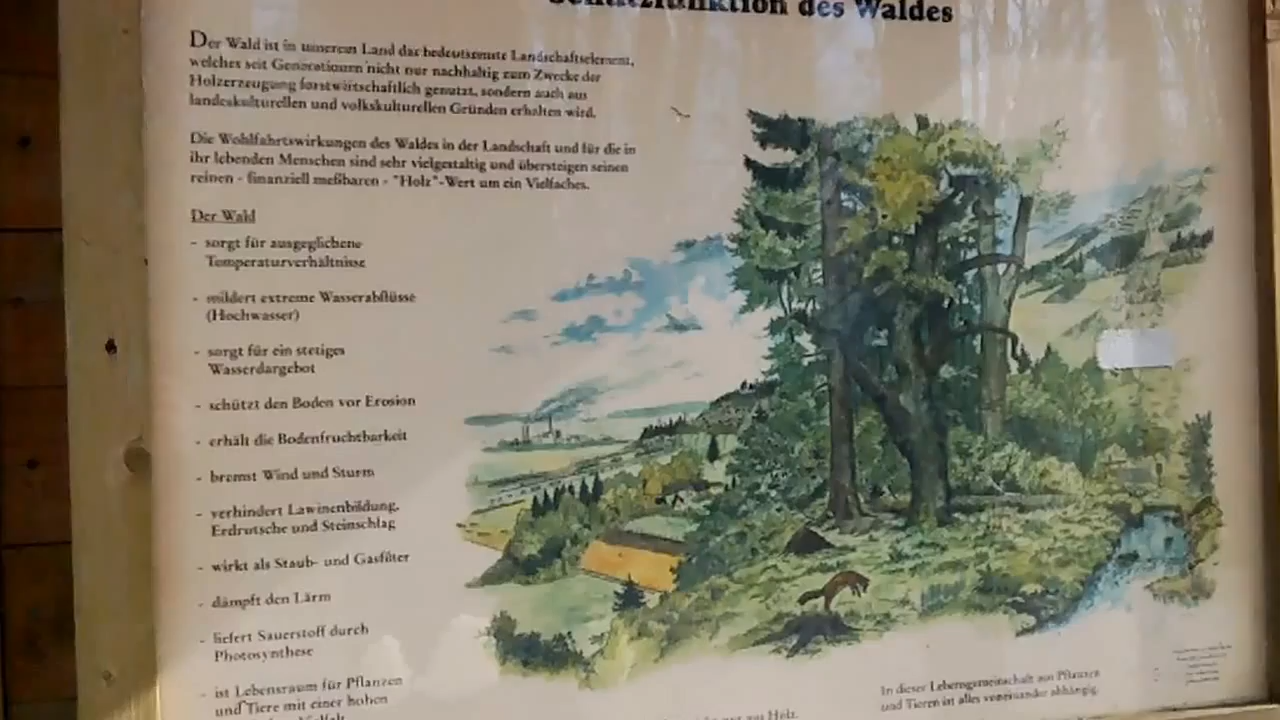 Schutzfunktion des Waldes
Der Wald ist in unserem Land das bedeutsamste Landschaftselement,
welches seit Generationen nicht nur nachhaltig zum Zwecke der
Holzerzeugung forstwirtschaftlich genutzt, sondern auch aus
landeskulturellen und volkskulturellen Gründen erhalten wird.
Die Wohlfahrtswirkungen des Waldes in der Landschaft und für die in
ihr lebenden Menschen sind sehr vielgestaltig und übersteigen seinen
reinen - finanziell meßbaren - "Holz"-Wert um ein Vielfaches.
Der Wald
- sorgt für ausgeglichene
Temperaturverhältnisse
- mildert extreme Wasserabflüsse
(Hochwasser)
- sorgt für ein stetiges
Wasserdargebot
- schützt den Boden vor Erosion
- erhält die Bodenfruchtbarkeit
- bremst Wind und Sturm
- verhindert Lawinenbildung,
Erdrutsche und Steinschlag
- wirkt als Staub- und Gasfilter
- dämpft den Lärm
- liefert Sauerstoff durch
Photosynthese
- ist Lebensraum für Pflanzen
und Tiere mit einer hohen
aus Holz.
In dieser Lebensgemeinschaft aus Pflanzen
und Tieren ist alles voneinander abhängig.